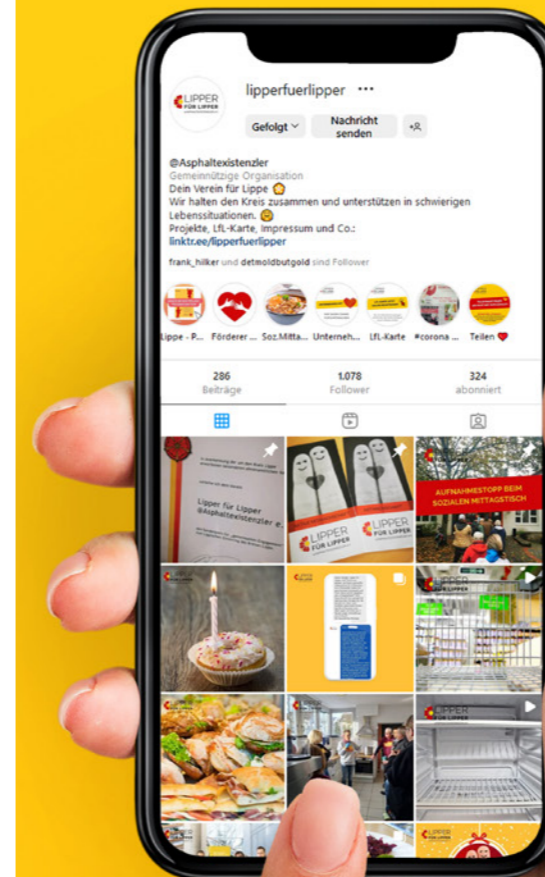 LIPPER
FÜR LIPPER
lipperfuerlipper ...
Gefolgt
Nachricht
senden
@Asphaltexistenzler
Gemeinnützige Organisation
Dein Verein für Lippe
Wir halten den Kreis zusammen und unterstützen in schwierigen
Lebenssituationen.
Projekte, LfL-Karte, Impressum und Co.:
linktr.ee/lipperfuerlipper
frank_hilker und detmoldbutgold sind Follower
Lippe - P... Förderer ... Soz.Mitta... Unterneh... LfL-Karte #corona ... Teilen
286 1.078 324
Beiträge Follower abonniert
Lipper für Lipper
@Asphaltexistenzler e.
LIPPER
FÜR LIPPER
LIPPER
FÜR LIPPER
AUFNAHMESTOPP BEIM
SOZIALEN MITTAGSTISCH
LIPPER
FÜR LIPPER